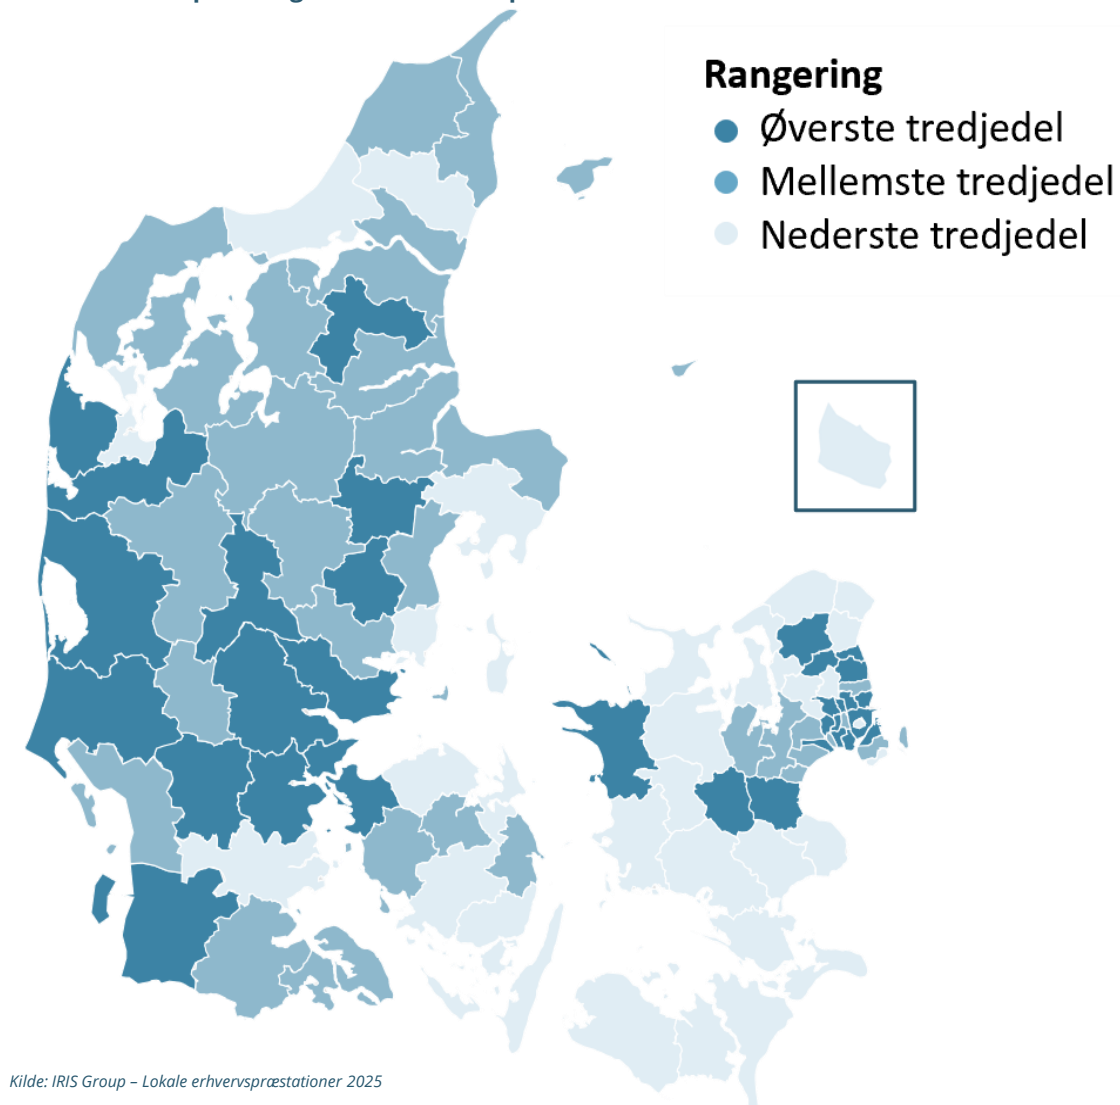 Rangering
Øverste tredjedel
Mellemste tredjedel
Nederste tredjedel
Kilde: IRIS Group – Lokale erhvervspræstationer 2025